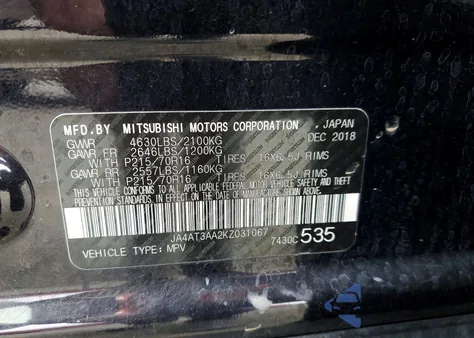 MFD.BY MITSUBISHI MOTORS CORPORATION , JAPAN
GVWR 4630LBS/2100KG DEC 2018
GAWR FR 2646LBS/1200KG
WITH P215/70R16 TIRES 16X6.5J RIMS
GAWR RR 2557LBS/1160KG
WITH P215/70R16 TIRES 16X6.5J RIMS
THIS VEHICLE CONFORMS TO ALL APPLICABLE FEDERAL MOTOR VEHICLE SAFETY AND THEFT
PREVENTION STANDARDS IN EFFECT ON THE DATE OF MANUFACTURE SHOWN ABOVE.
JA4AT3AA2KZ031067 7430C 535
VEHICLE TYPE: MPV